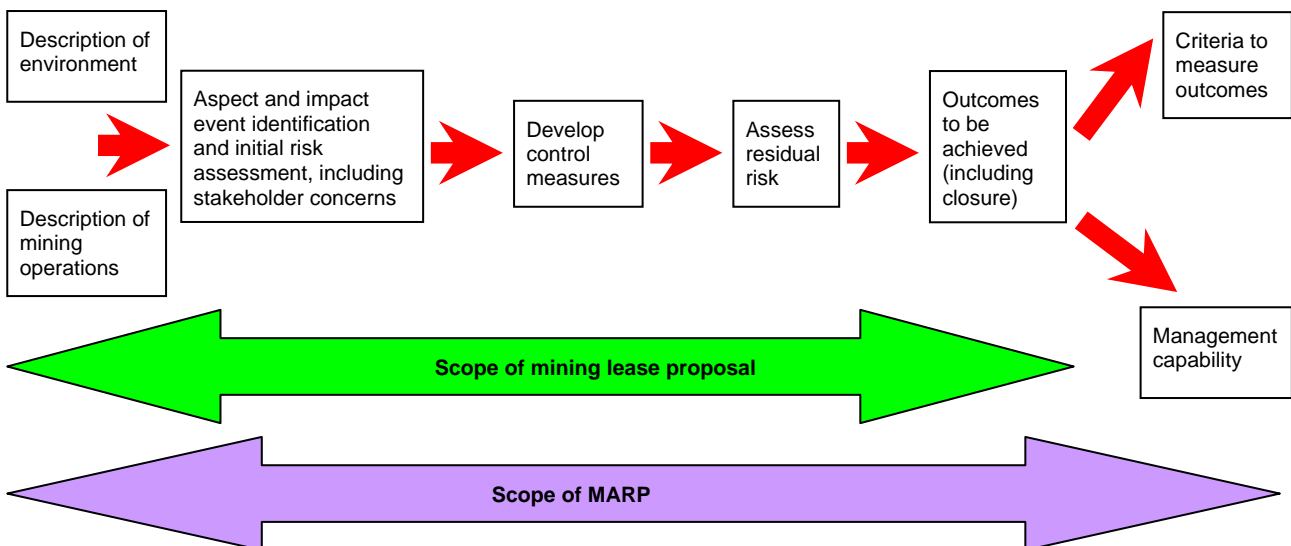 Description of
environment
Description of
mining
operations
Aspect and impact
event identification
and initial risk
assessment, including
stakeholder concerns
Develop
control
measures
Assess
residual
risk
Outcomes
to be
achieved
(including
closure)
Criteria to
measure
outcomes
Management
capability
Scope of mining lease proposal
Scope of MARP